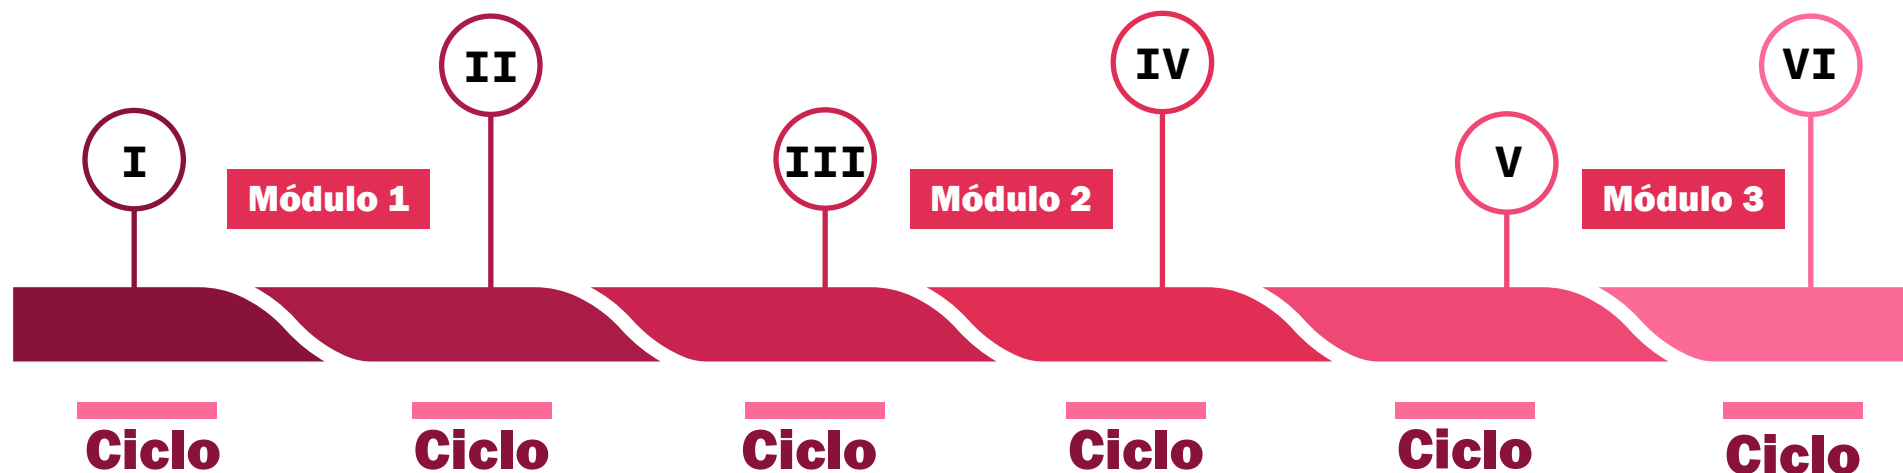 I
II
III
IV
V
VI
Módulo 1
Módulo 2
Módulo 3
Ciclo
Ciclo
Ciclo
Ciclo
Ciclo
Ciclo